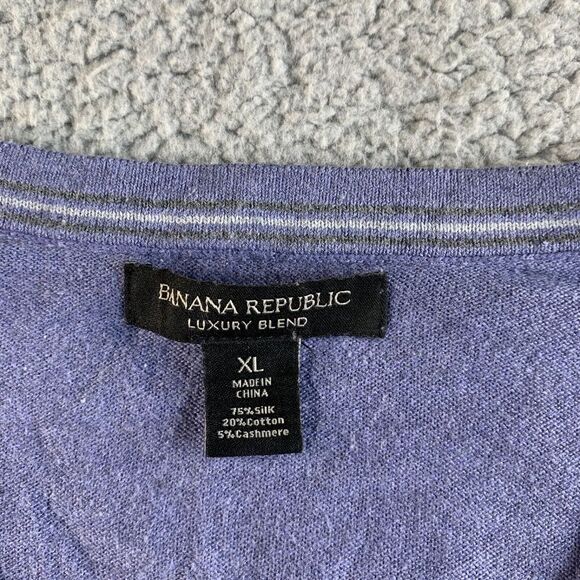 BANANA REPUBLIC
LUXURY BLEND
XL
MADE IN
CHINA
75%Silk
20%Cotton
5%Cashmere